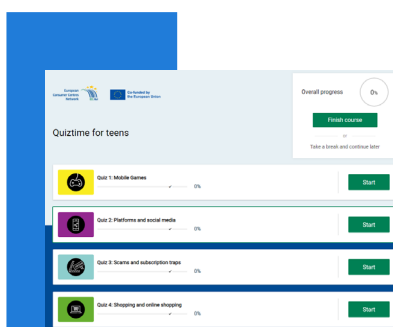 European
Consumer Centres
Network
ECC-Net
Co-funded by
the European Union
Quiztime for teens
Overall progress
0%
Finish course
or
Take a break and continue later
Quiz 1: Mobile Games
0%
Start
Quiz 2: Platforms and social media
0%
Start
Quiz 3: Scams and subscription traps
0%
Start
Quiz 4: Shopping and online shopping
0%
Start